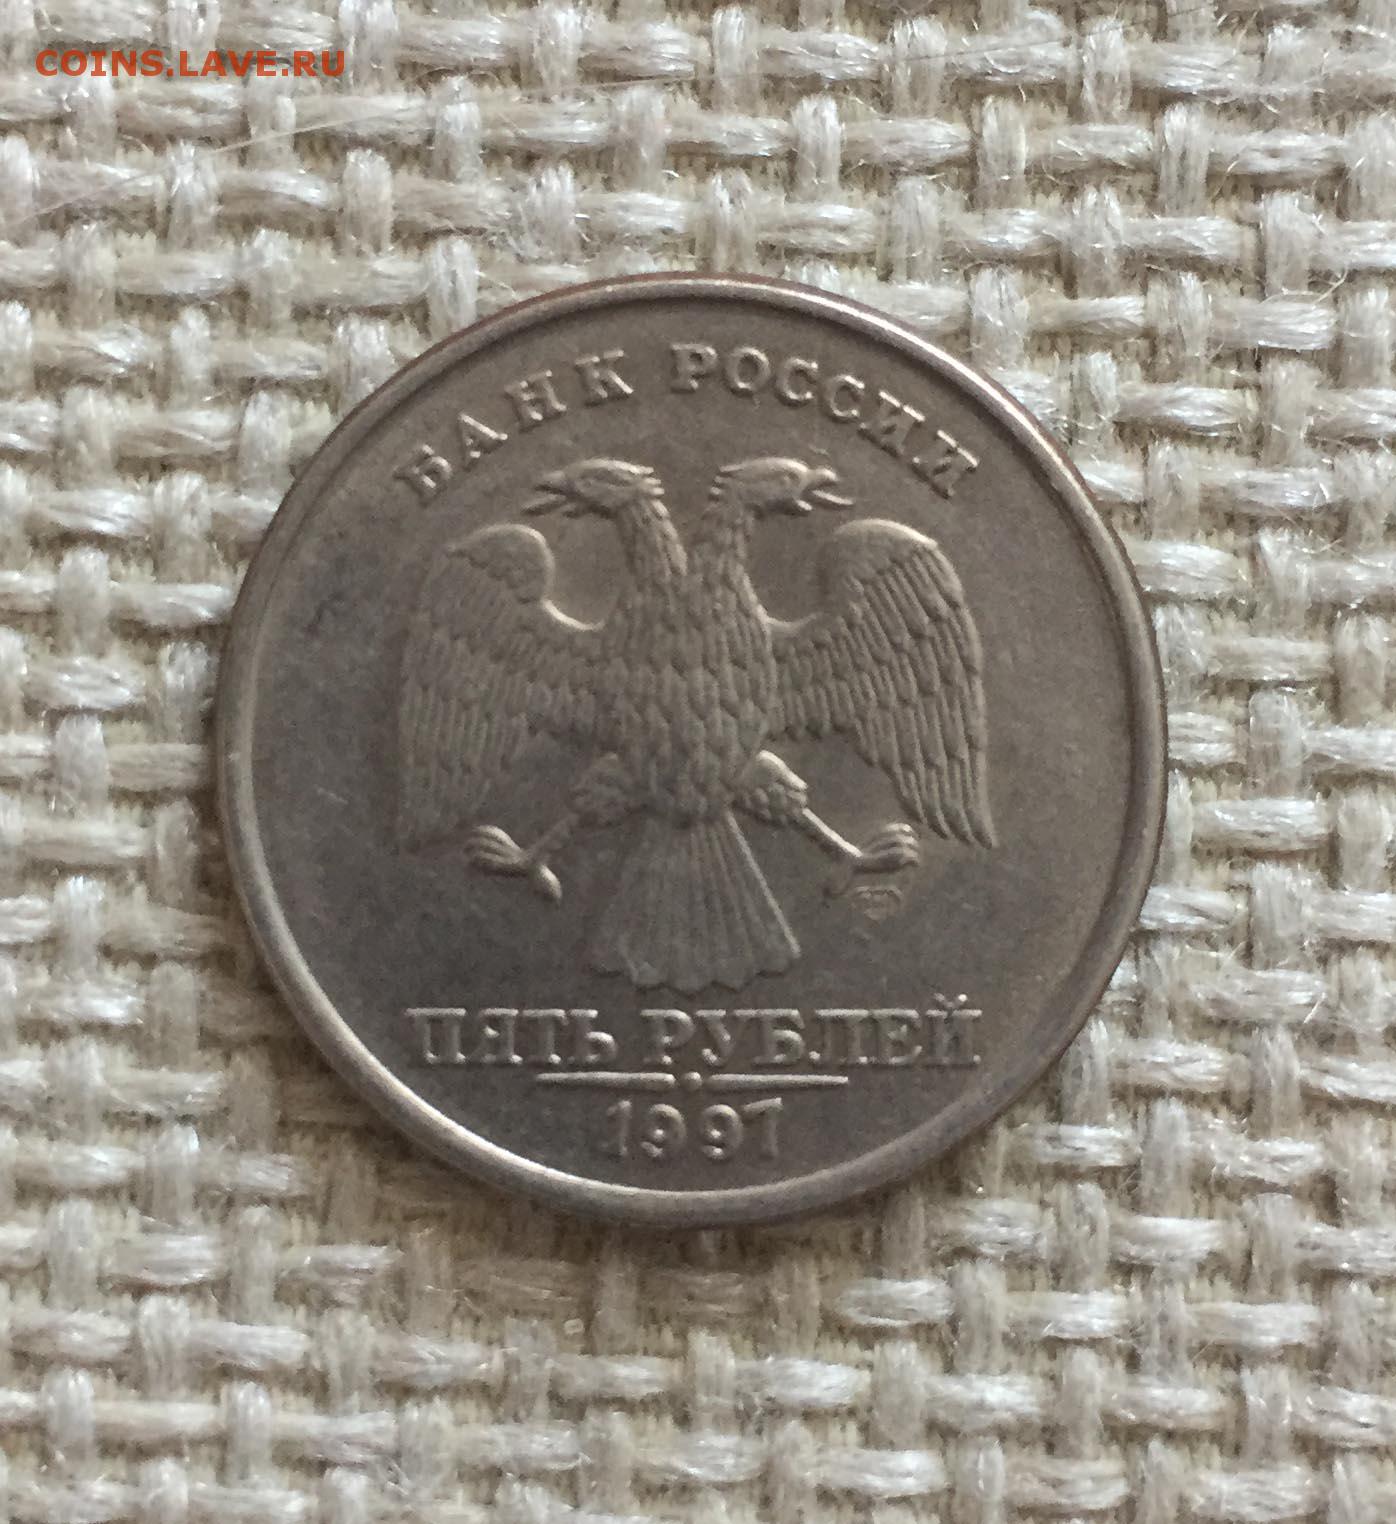 COINS.LAVE.RU
БАНК РОССИИ
ПЯТЬ РУБЛЕЙ
1997